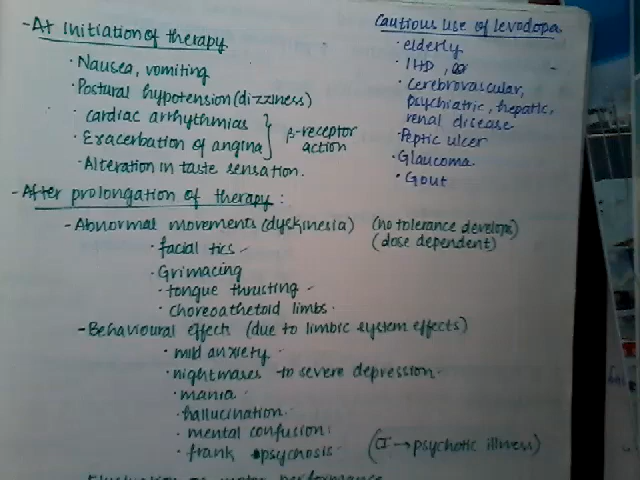 - At initiation of therapy
· Nausea, vomiting
· Postural hypotension (dizziness)
· cardiac arrhythmias
· Exacerbation of angina } β-receptor action
· Alteration in taste sensation.
Cautious use of levodopa
· elderly
· IHD,
· Cerebrovascular,
psychiatric, hepatic,
renal disease
· Peptic ulcer
· Glaucoma
· Gout
- After prolongation of therapy :
- Abnormal movements (dyskinesia) (no tolerance develops)
(dose dependent)
· facial tics
· Grimacing
· tongue thrusting
· choreoathetoid limbs.
- Behavioural effects (due to limbic system effects)
· mild anxiety
· nightmares to severe depression.
· mania
· hallucination
· mental confusion
· frank psychosis. (CI → psychotic illness)